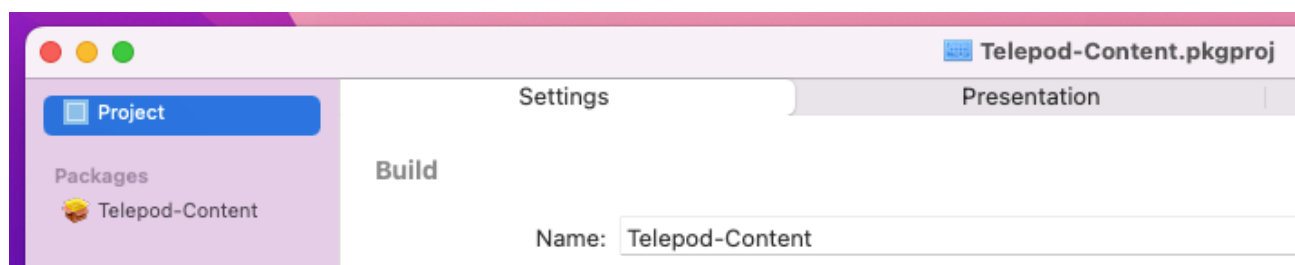 Telepod-Content.pkgproj
Project
Settings
Presentation
Build
Packages
Telepod-Content
Name: Telepod-Content